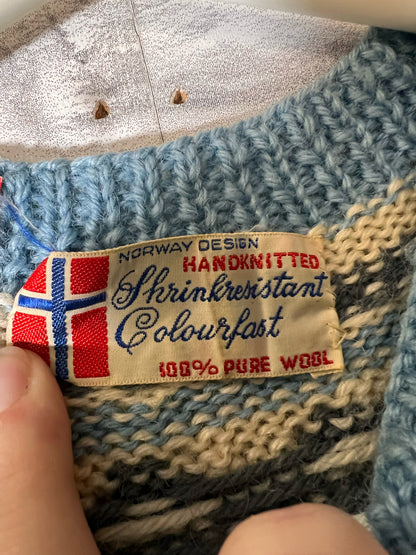 NORWAY DESIGN
HANDKNITTED
Shrinkresistant
Colourfast
100% PURE WOOL